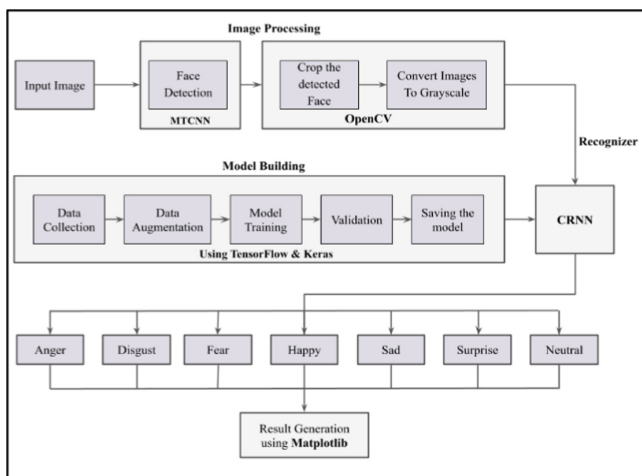 Image Processing
Input Image
Face
Detection
MTCNN
Crop the
detected
Face
Convert Images
To Grayscale
OpenCV
Recognizer
Model Building
Data
Collection
Data
Augmentation
Model
Training
Validation
Saving the
model
Using TensorFlow & Keras
CRNN
Anger
Disgust
Fear
Happy
Sad
Surprise
Neutral
Result Generation
using Matplotlib